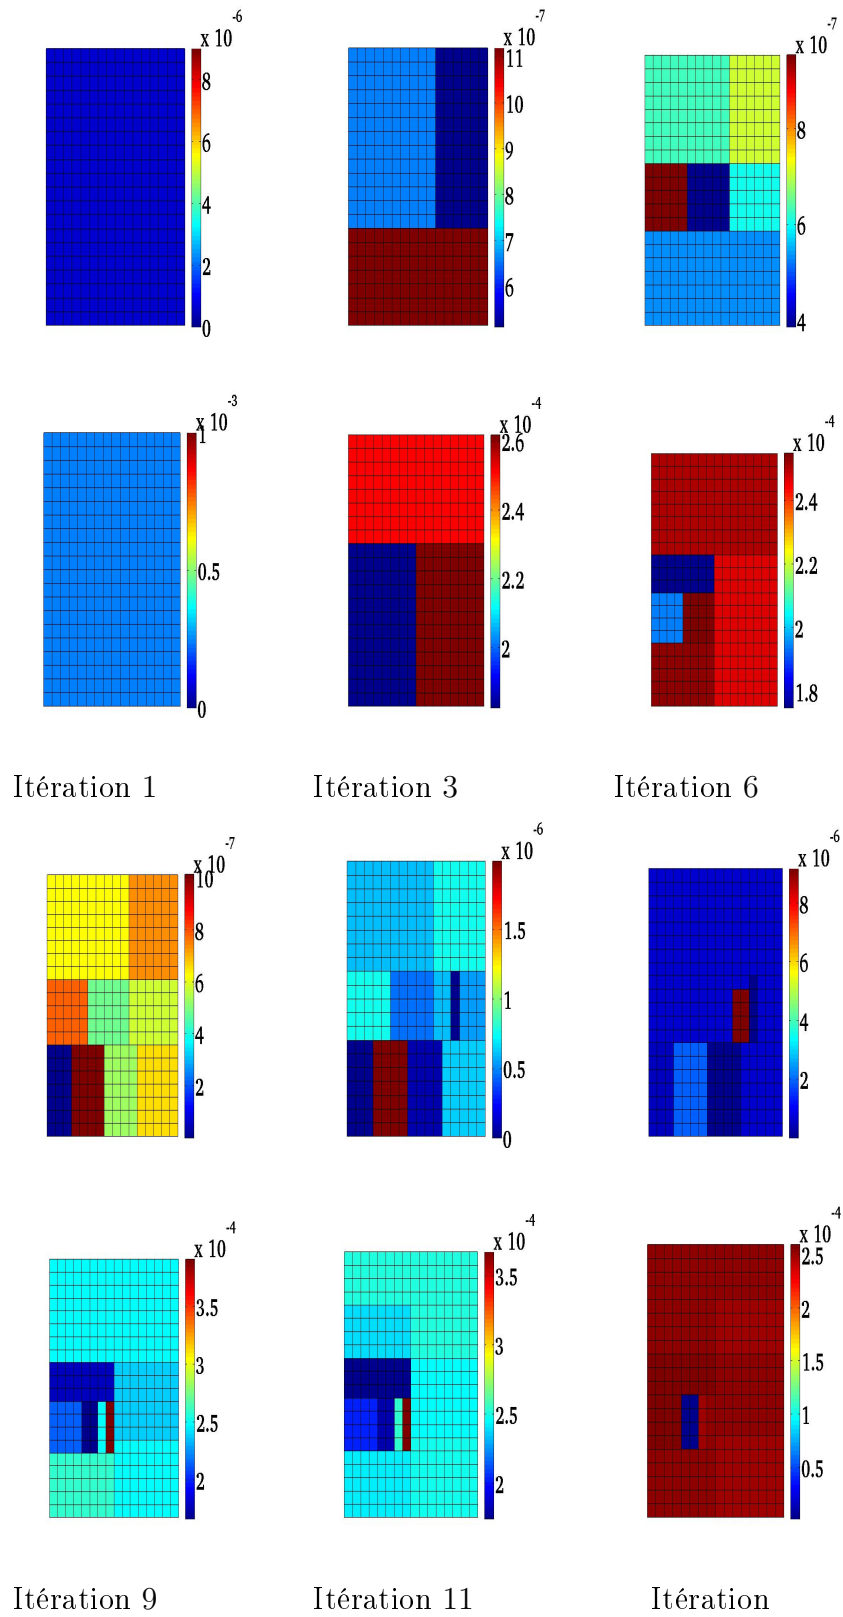 x 10 -6
8
6
4
2
0
x 10 -7
11
10
9
8
7
6
x 10 -7
8
6
4
x 10 -3
1
0.5
0
x 10 -4
2.6
2.4
2.2
2
x 10 -4
2.4
2.2
2
1.8
Itération 1
Itération 3
Itération 6
x 10 -7
10
8
6
4
2
x 10 -6
1.5
1
0.5
0
x 10 -6
8
6
4
2
x 10 -4
3.5
3
2.5
2
x 10 -4
3.5
3
2.5
2
x 10 -4
2.5
2
1.5
1
0.5
Itération 9
Itération 11
Itération